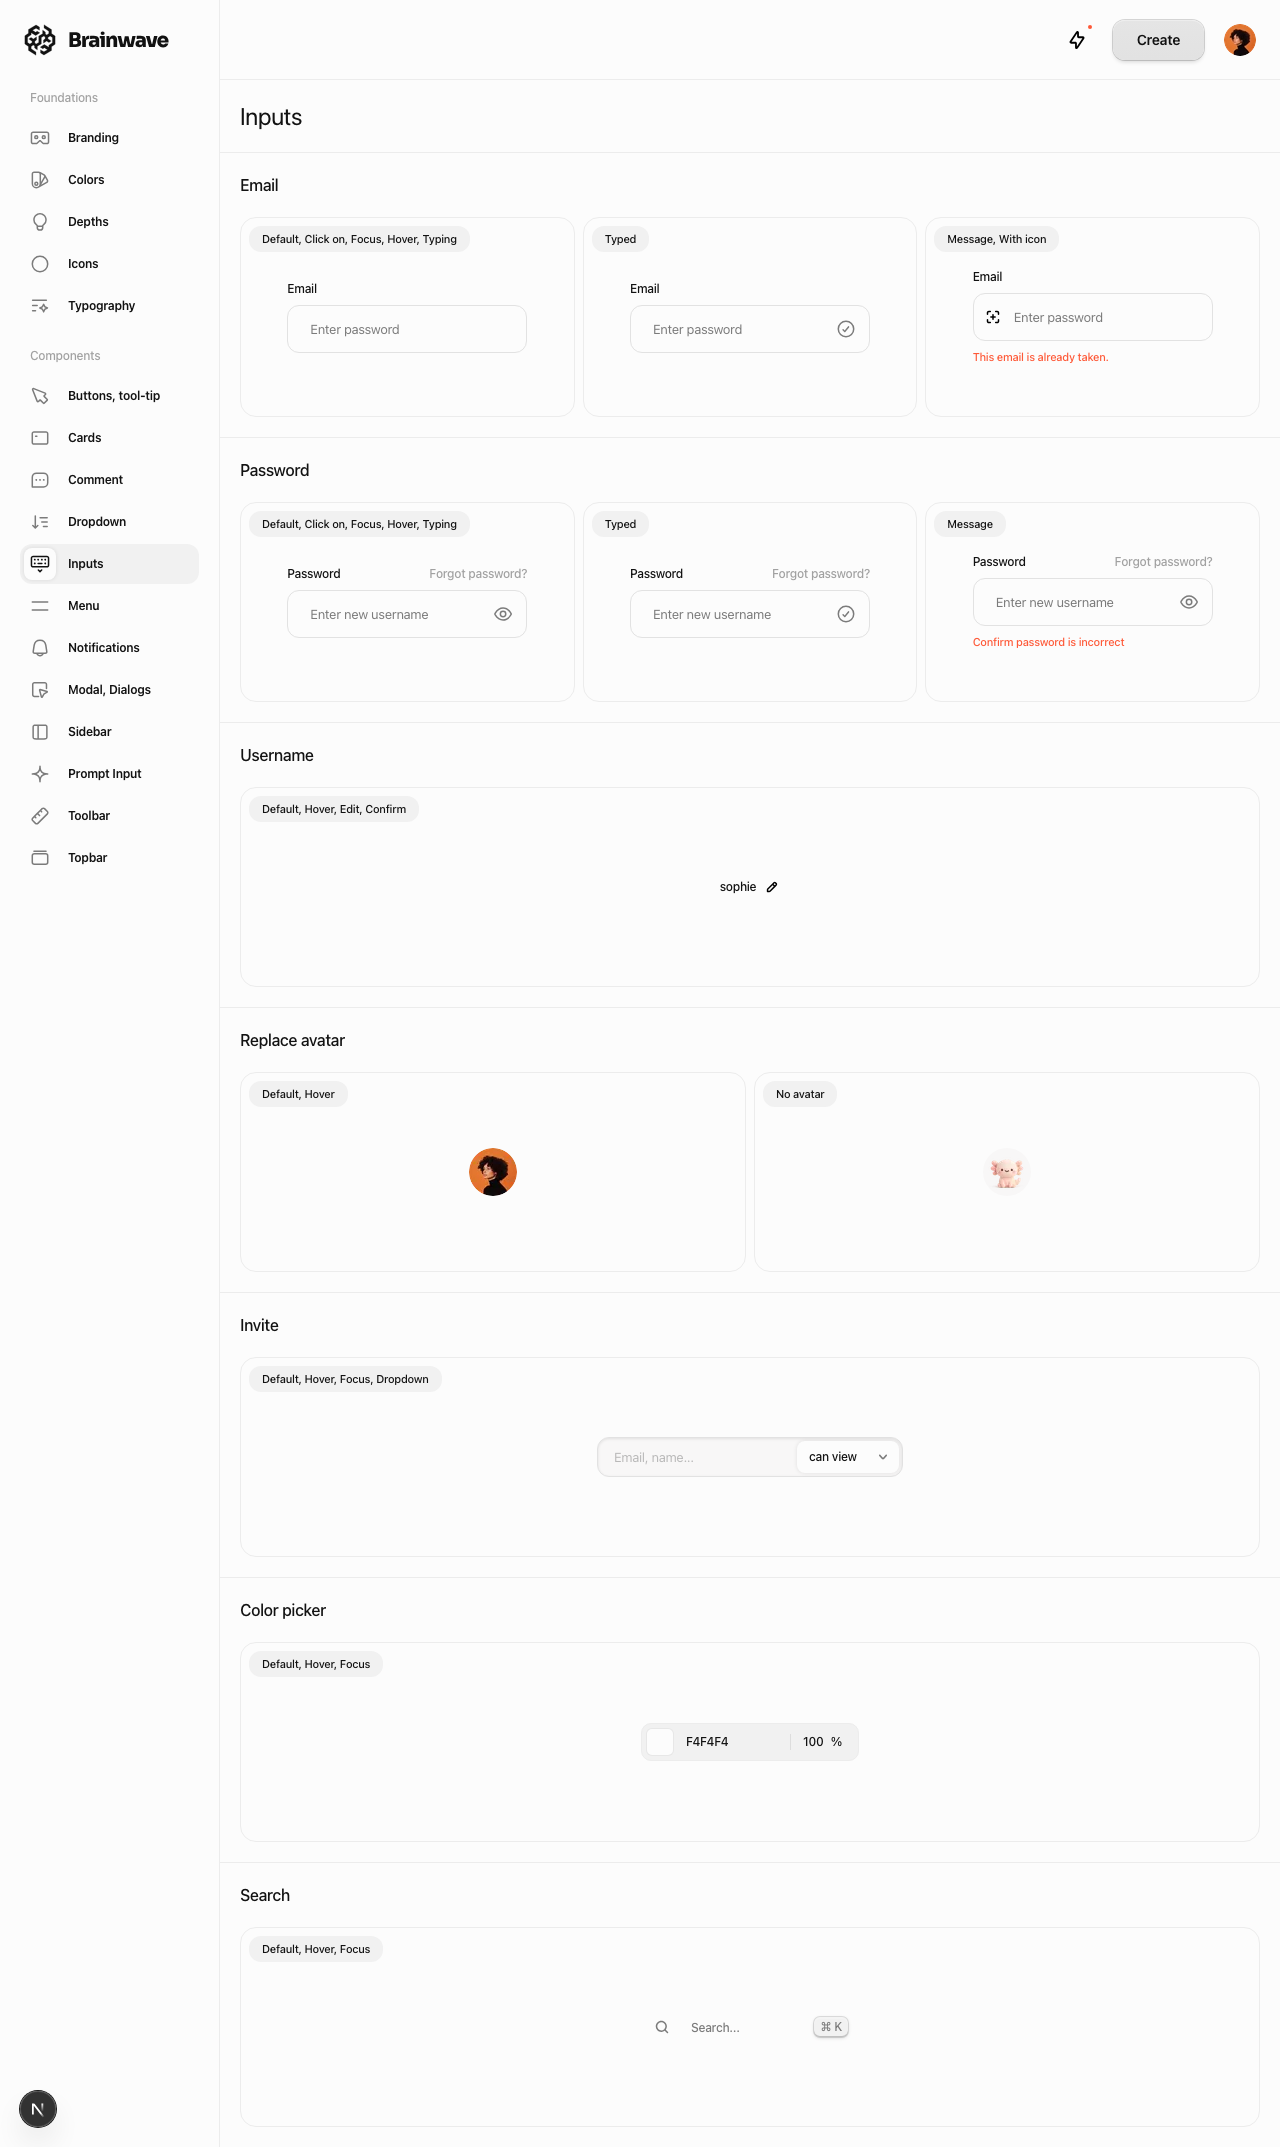 Brainwave
Create
Foundations
Branding
Colors
Depths
Icons
Typography
Components
Buttons, tool-tip
Cards
Comment
Dropdown
Inputs
Menu
Notifications
Modal, Dialogs
Sidebar
Prompt Input
Toolbar
Topbar
N
Inputs
Email
Default, Click on, Focus, Hover, Typing
Email
Enter password
Typed
Email
Enter password
Message, With icon
Email
Enter password
This email is already taken.
Password
Default, Click on, Focus, Hover, Typing
Password Forgot password?
Enter new username
Typed
Password Forgot password?
Enter new username
Message
Password Forgot password?
Enter new username
Confirm password is incorrect
Username
Default, Hover, Edit, Confirm
sophie
Replace avatar
Default, Hover
No avatar
Invite
Default, Hover, Focus, Dropdown
Email, name... can view
Color picker
Default, Hover, Focus
F4F4F4 100 %
Search
Default, Hover, Focus
Search... ⌘ K